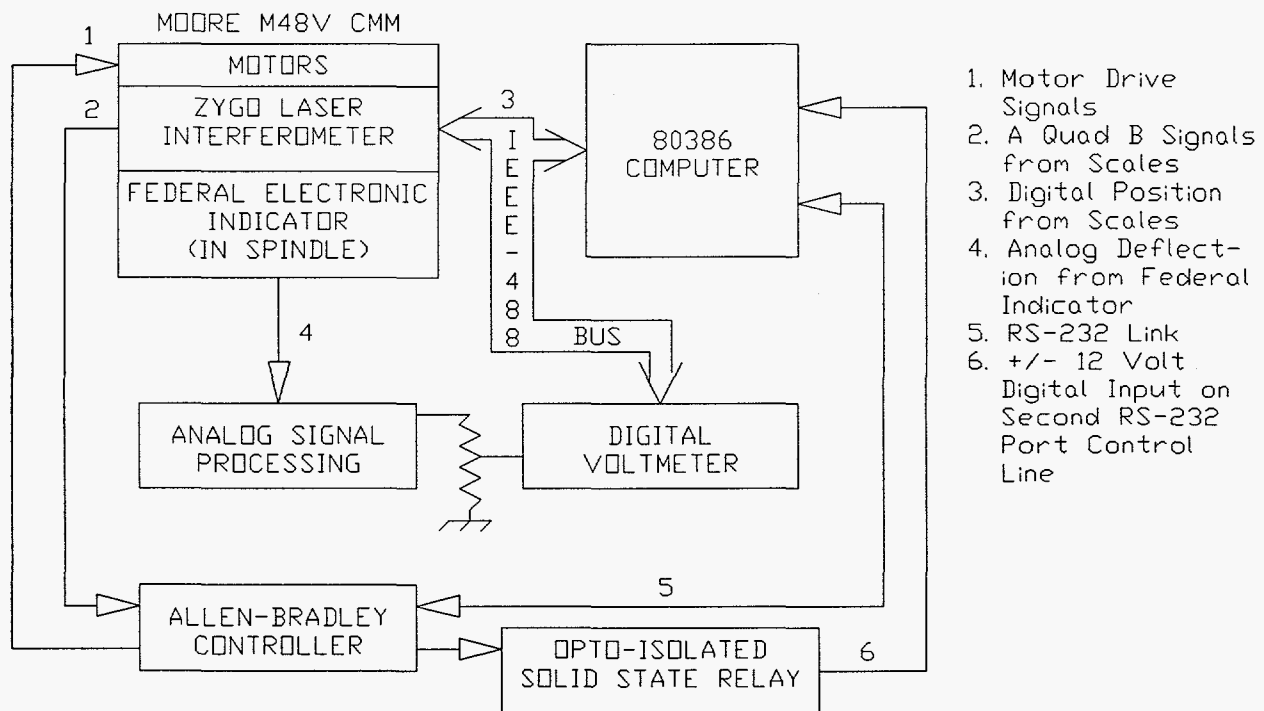 MOORE M48V CMM
1
MOTORS
2
ZYGO LASER
INTERFEROMETER
FEDERAL ELECTRONIC
INDICATOR
(IN SPINDLE)
3
IEEE-488
BUS
80386
COMPUTER
4
ANALOG SIGNAL
PROCESSING
DIGITAL
VOLTMETER
5
ALLEN-BRADLEY
CONTROLLER
OPTO-ISOLATED
SOLID STATE RELAY
6
1. Motor Drive
Signals
2. A Quad B Signals
from Scales
3. Digital Position
from Scales
4. Analog Deflect-
ion from Federal
Indicator
5. RS-232 Link
6. +/- 12 Volt
Digital Input on
Second RS-232
Port Control
Line